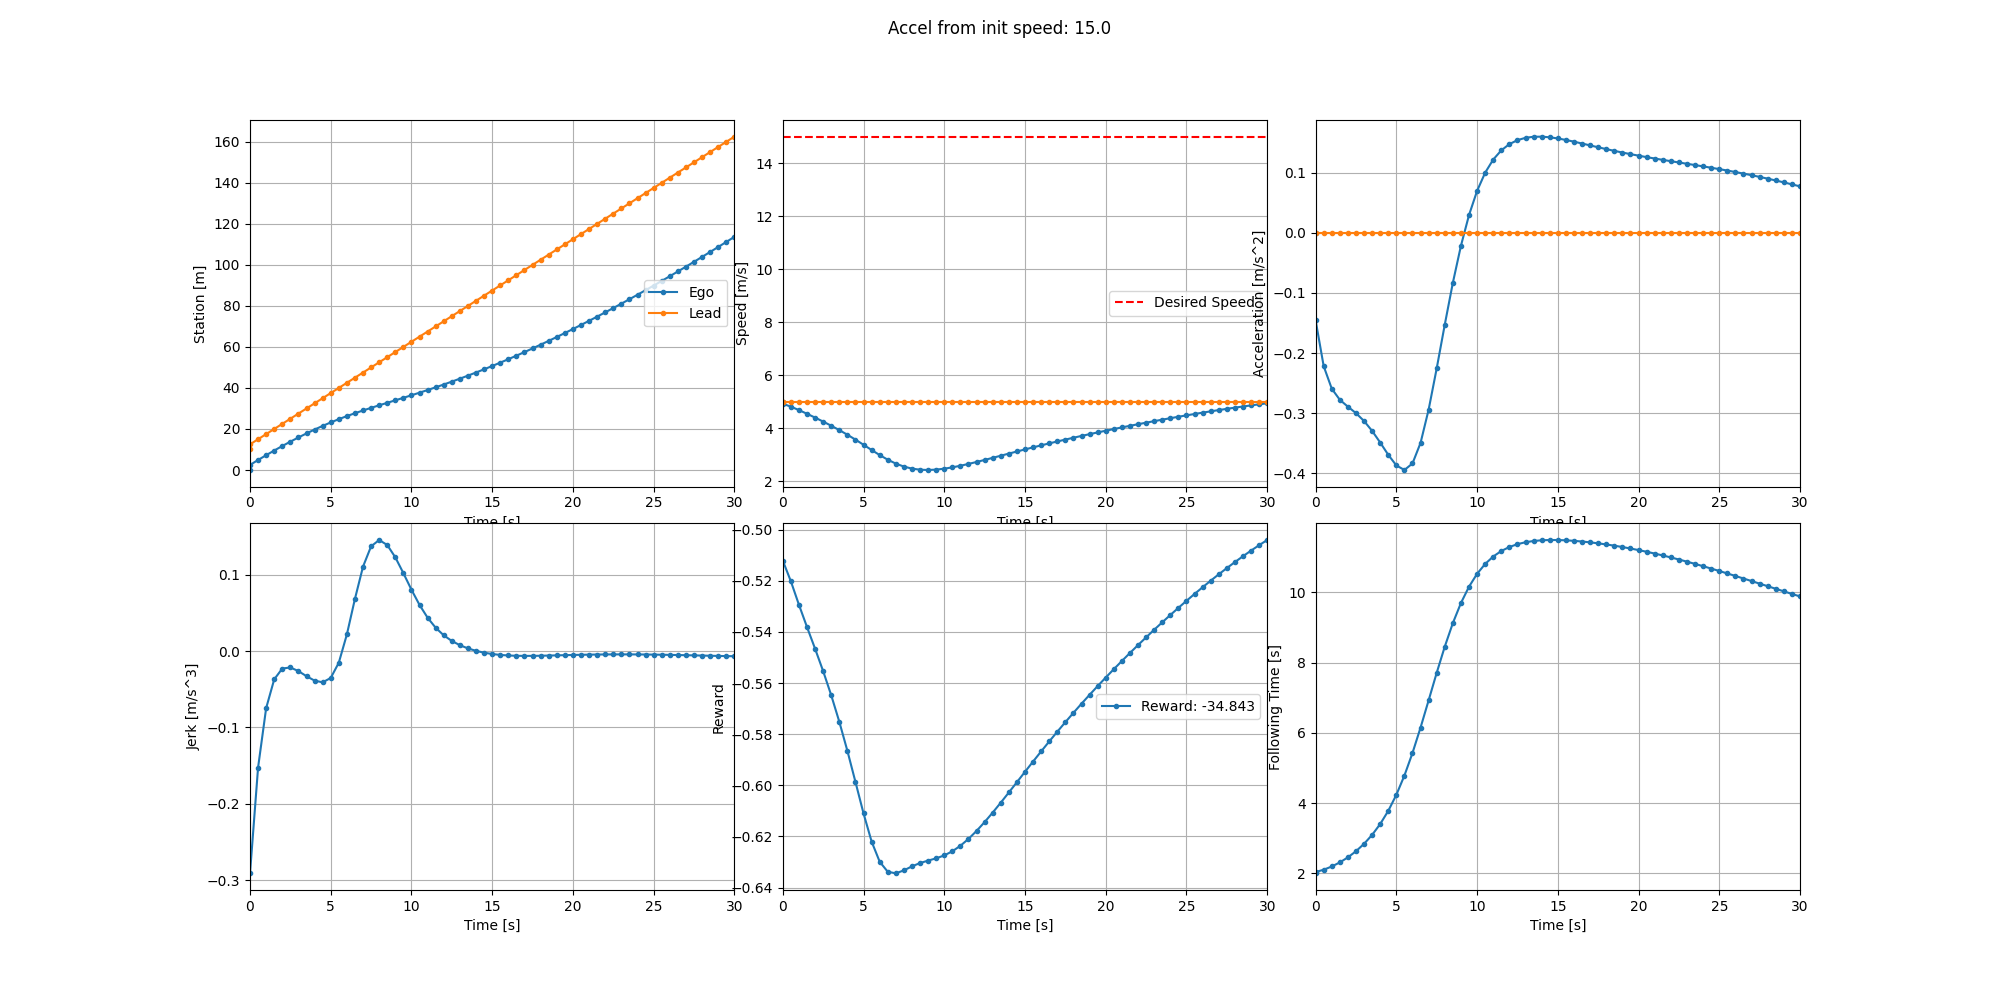 Accel from init speed: 15.0
Station [m]
160
140
120
100
80
60
40
20
0
0 5 10 15 20 25 30
Time [s]
Ego
Lead
Speed [m/s]
14
12
10
8
6
4
2
0 5 10 15 20 25 30
Time [s]
Desired Speed
Acceleration [m/s^2]
0.1
0.0
−0.1
−0.2
−0.3
−0.4
0 5 10 15 20 25 30
Time [s]
Jerk [m/s^3]
0.1
0.0
−0.1
−0.2
−0.3
0 5 10 15 20 25 30
Time [s]
Reward
−0.50
−0.52
−0.54
−0.56
−0.58
−0.60
−0.62
−0.64
0 5 10 15 20 25 30
Time [s]
Reward: -34.843
Following Time [s]
10
8
6
4
2
0 5 10 15 20 25 30
Time [s]